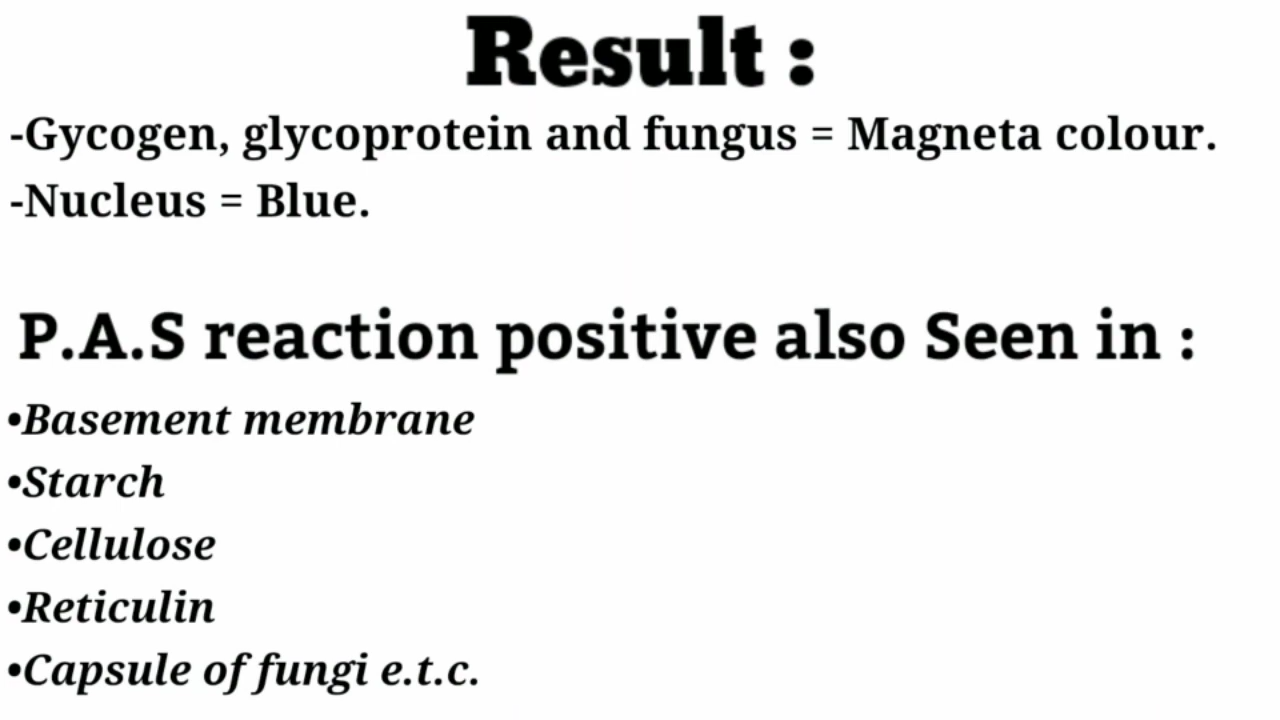 Result :
-Gycogen, glycoprotein and fungus = Magneta colour.
-Nucleus = Blue.
P.A.S reaction positive also Seen in :
•Basement membrane
•Starch
•Cellulose
•Reticulin
•Capsule of fungi e.t.c.